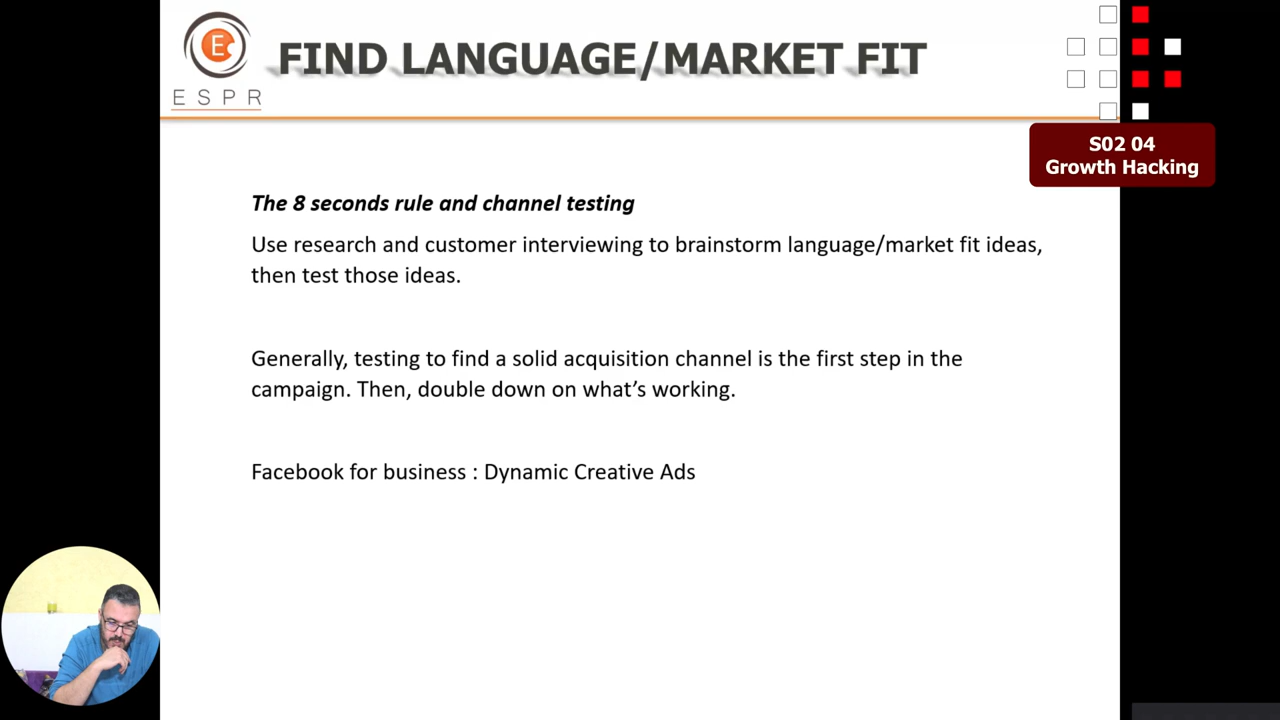 E
ESPR
FIND LANGUAGE/MARKET FIT
S02 04
Growth Hacking
The 8 seconds rule and channel testing
Use research and customer interviewing to brainstorm language/market fit ideas,
then test those ideas.
Generally, testing to find a solid acquisition channel is the first step in the
campaign. Then, double down on what’s working.
Facebook for business : Dynamic Creative Ads